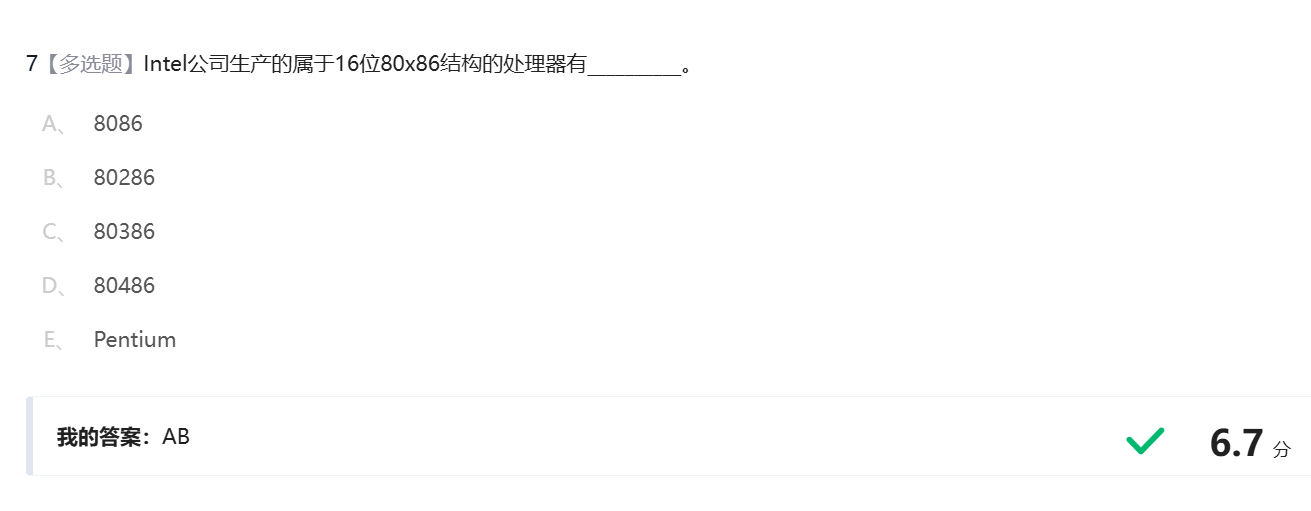 7【多选题】Intel公司生产的属于16位80x86结构的处理器有__________。
A、 8086
B、 80286
C、 80386
D、 80486
E、 Pentium
我的答案：AB 6.7 分